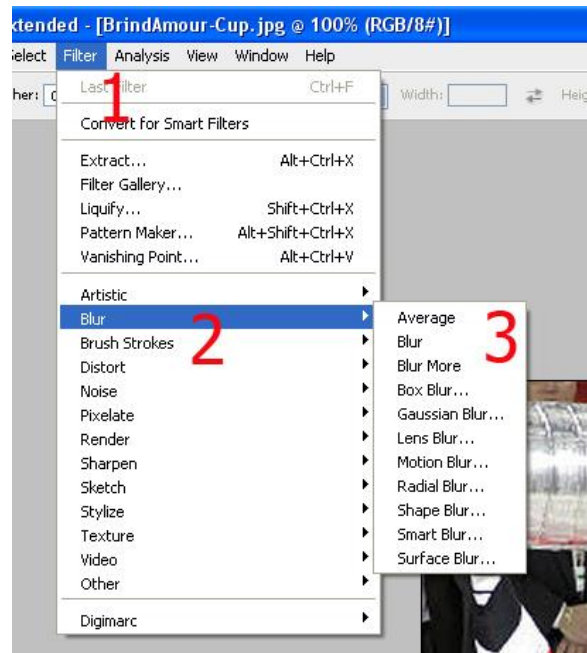 xtended - [BrindAmour-Cup.jpg @ 100% (RGB/8#)]
Select Filter Analysis View Window Help
her: Width: Heig
1
Last Filter Ctrl+F
Convert for Smart Filters
Extract... Alt+Ctrl+X
Filter Gallery...
Liquify... Shift+Ctrl+X
Pattern Maker... Alt+Shift+Ctrl+X
Vanishing Point... Alt+Ctrl+V
Artistic
Blur
2
Brush Strokes
Distort
Noise
Pixelate
Render
Sharpen
Sketch
Stylize
Texture
Video
Other
Digimarc
3
Average
Blur
Blur More
Box Blur...
Gaussian Blur...
Lens Blur...
Motion Blur...
Radial Blur...
Shape Blur...
Smart Blur...
Surface Blur...